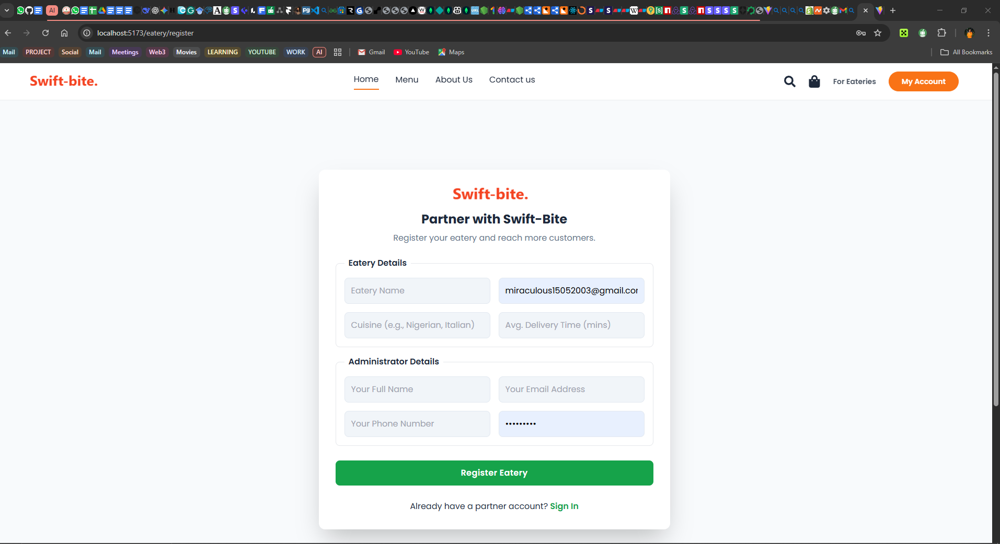 AI
localhost:5173/eatery/register
Mail PROJECT Social Mail Meetings Web3 Movies LEARNING YOUTUBE WORK AI Gmail YouTube Maps All Bookmarks
Swift-bite. Home Menu About Us Contact us For Eateries My Account
Swift-bite.
Partner with Swift-Bite
Register your eatery and reach more customers.
Eatery Details
Eatery Name miraculous15052003@gmail.co
Cuisine (e.g., Nigerian, Italian) Avg. Delivery Time (mins)
Administrator Details
Your Full Name Your Email Address
Your Phone Number •••••••••
Register Eatery
Already have a partner account? Sign In